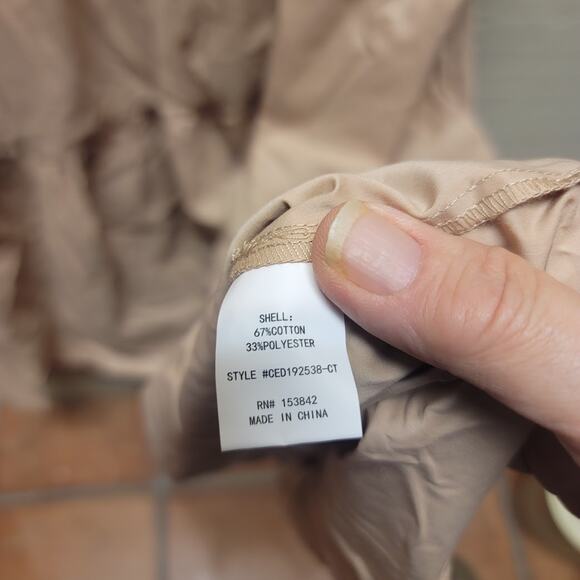 SHELL:
67%COTTON
33%POLYESTER
STYLE #CED192538-CT
RN# 153842
MADE IN CHINA